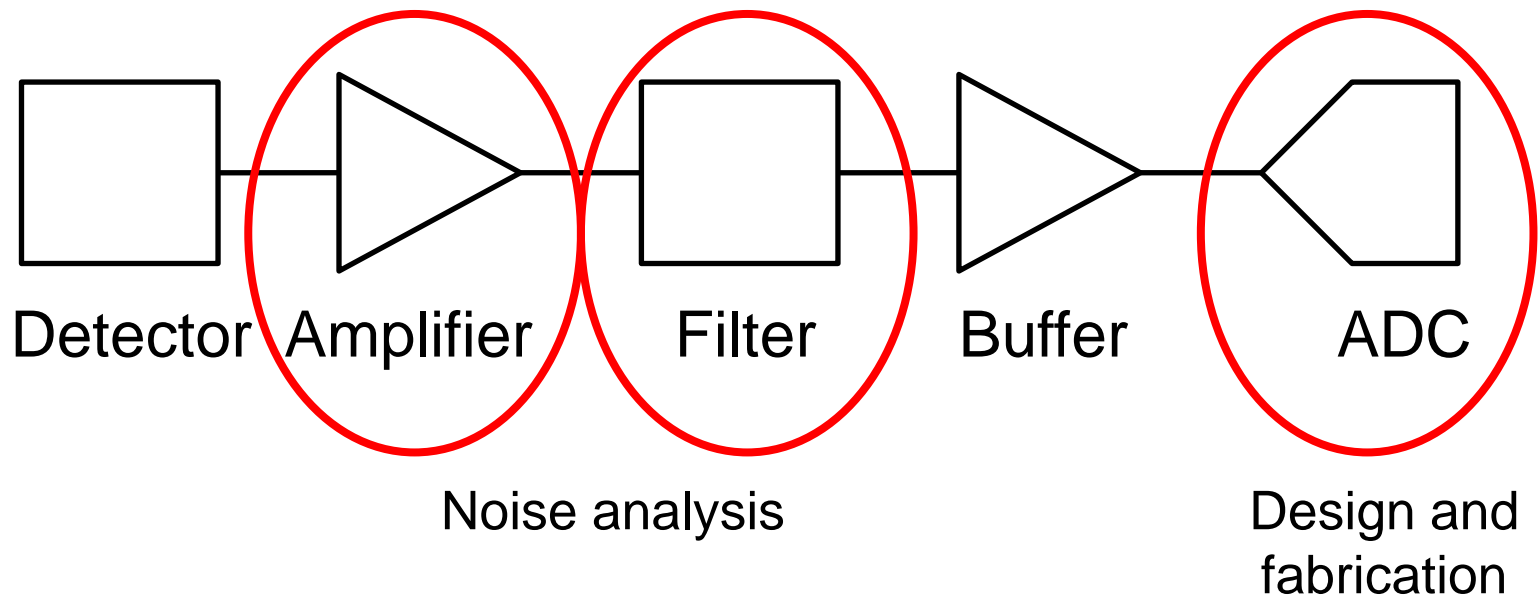 Detector Amplifier Filter Buffer ADC
Noise analysis
Design and
fabrication